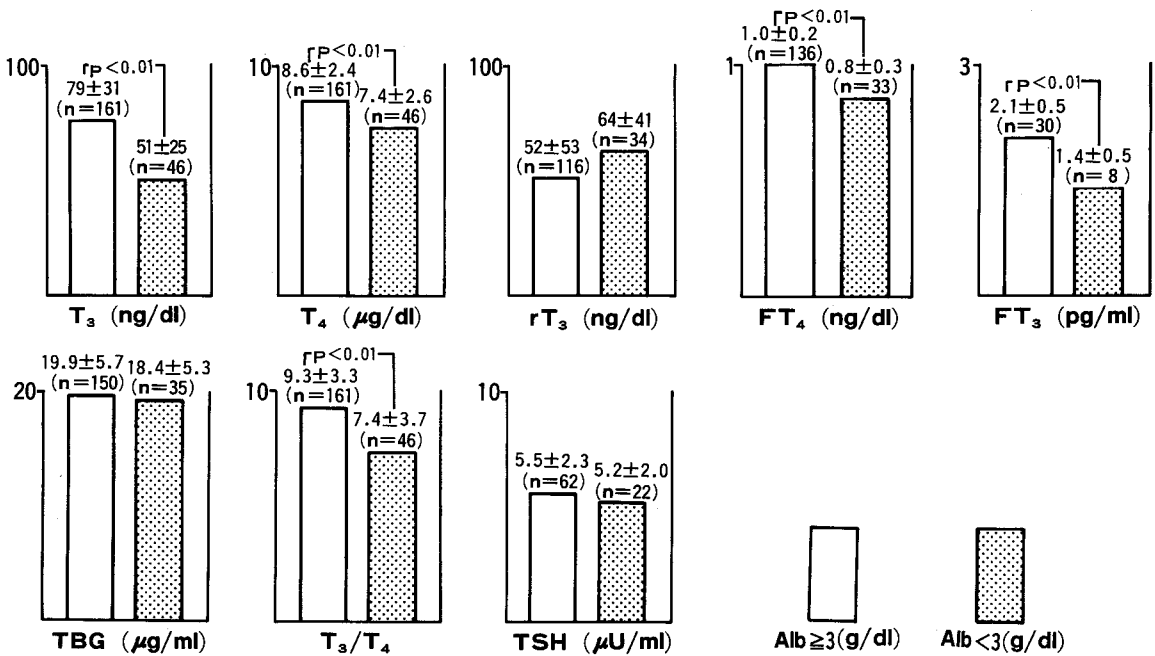 100
P<0.01
79±31
(n=161)
51±25
(n=46)
T₃ (ng/dl)
10
P<0.01
8.6±2.4
(n=161)
7.4±2.6
(n=46)
T₄ (μg/dl)
100
52±53
(n=116)
64±41
(n=34)
rT₃ (ng/dl)
1
P<0.01
1.0±0.2
(n=136)
0.8±0.3
(n=33)
FT₄ (ng/dl)
3
P<0.01
2.1±0.5
(n=30)
1.4±0.5
(n=8)
FT₃ (pg/ml)
20
19.9±5.7
(n=150)
18.4±5.3
(n=35)
TBG (μg/ml)
10
P<0.01
9.3±3.3
(n=161)
7.4±3.7
(n=46)
T₃/T₄
10
5.5±2.3
(n=62)
5.2±2.0
(n=22)
TSH (μU/ml)
Alb≧3(g/dl)
Alb<3(g/dl)